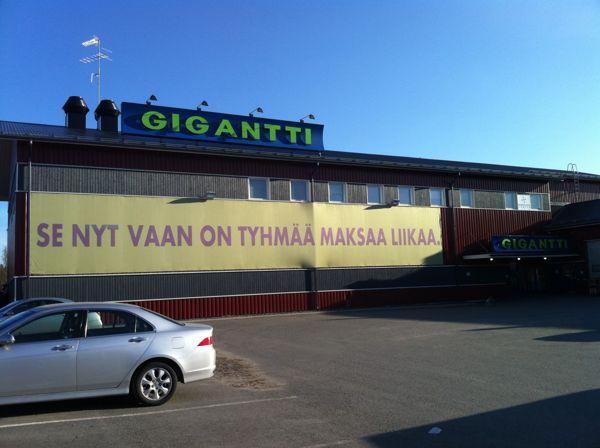 GIGANTTI
SE NYT VAAN ON TYHMÄÄ MAKSAA LIIKAA.
GIGANTTI